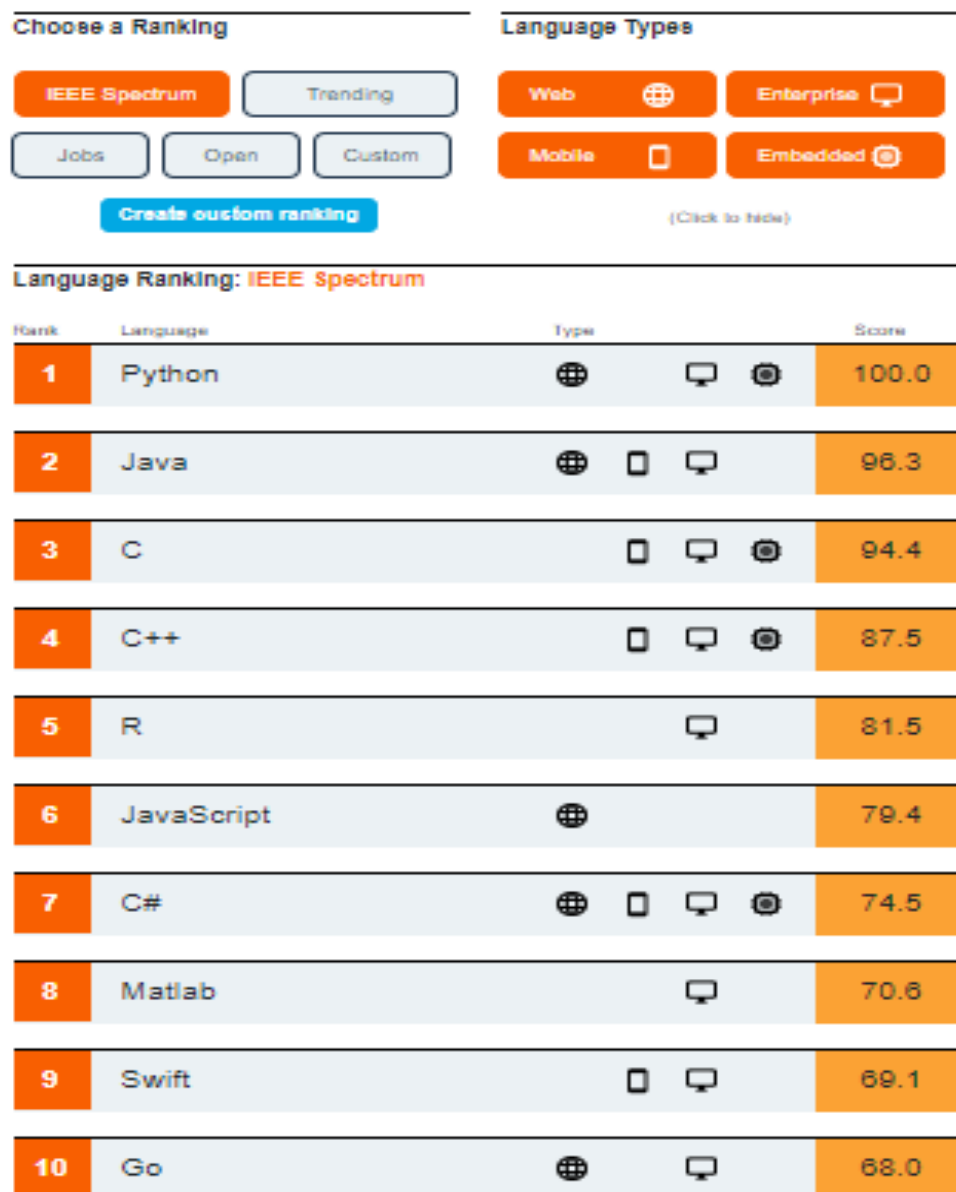 Choose a Ranking
Language Types
IEEE Spectrum Trending
Web Enterprise
Jobs Open Custom
Mobile Embedded
Create custom ranking
(Click to hide)
Language Ranking: IEEE Spectrum
Rank Language Type Score
1 Python 100.0
2 Java 96.3
3 C 94.4
4 C++ 87.5
5 R 81.5
6 JavaScript 79.4
7 C# 74.5
8 Matlab 70.6
9 Swift 69.1
10 Go 68.0